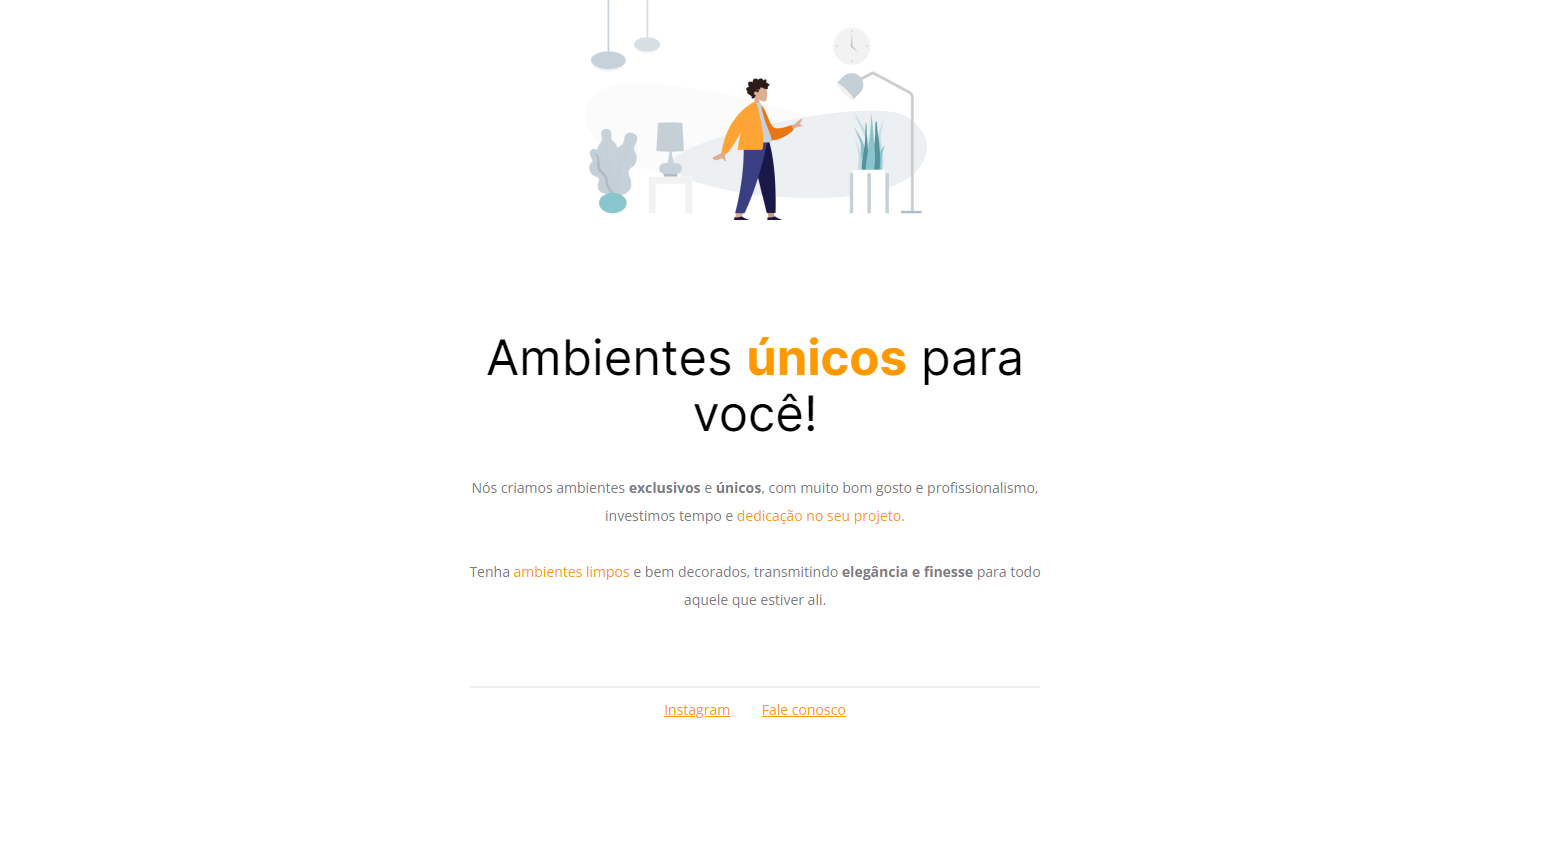 Ambientes únicos para
você!
Nós criamos ambientes exclusivos e únicos, com muito bom gosto e profissionalismo,
investimos tempo e dedicação no seu projeto.
Tenha ambientes limpos e bem decorados, transmitindo elegância e finesse para todo
aquele que estiver ali.
Instagram Fale conosco